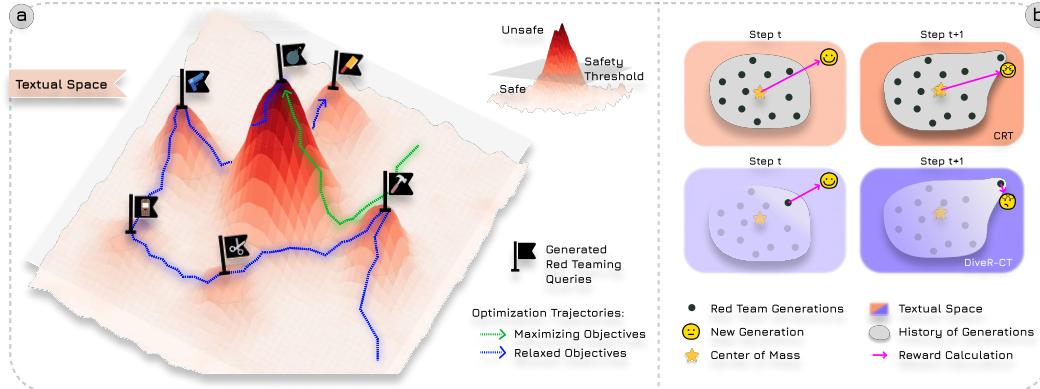 a
Textual Space
Unsafe
Safety
Threshold
Safe
Generated
Red Teaming
Queries
Optimization Trajectories:
Maximizing Objectives
Relaxed Objectives
b
Step t
Step t+1
CRT
Step t
Step t+1
DiveR-CT
Red Team Generations
New Generation
Center of Mass
Textual Space
History of Generations
Reward Calculation